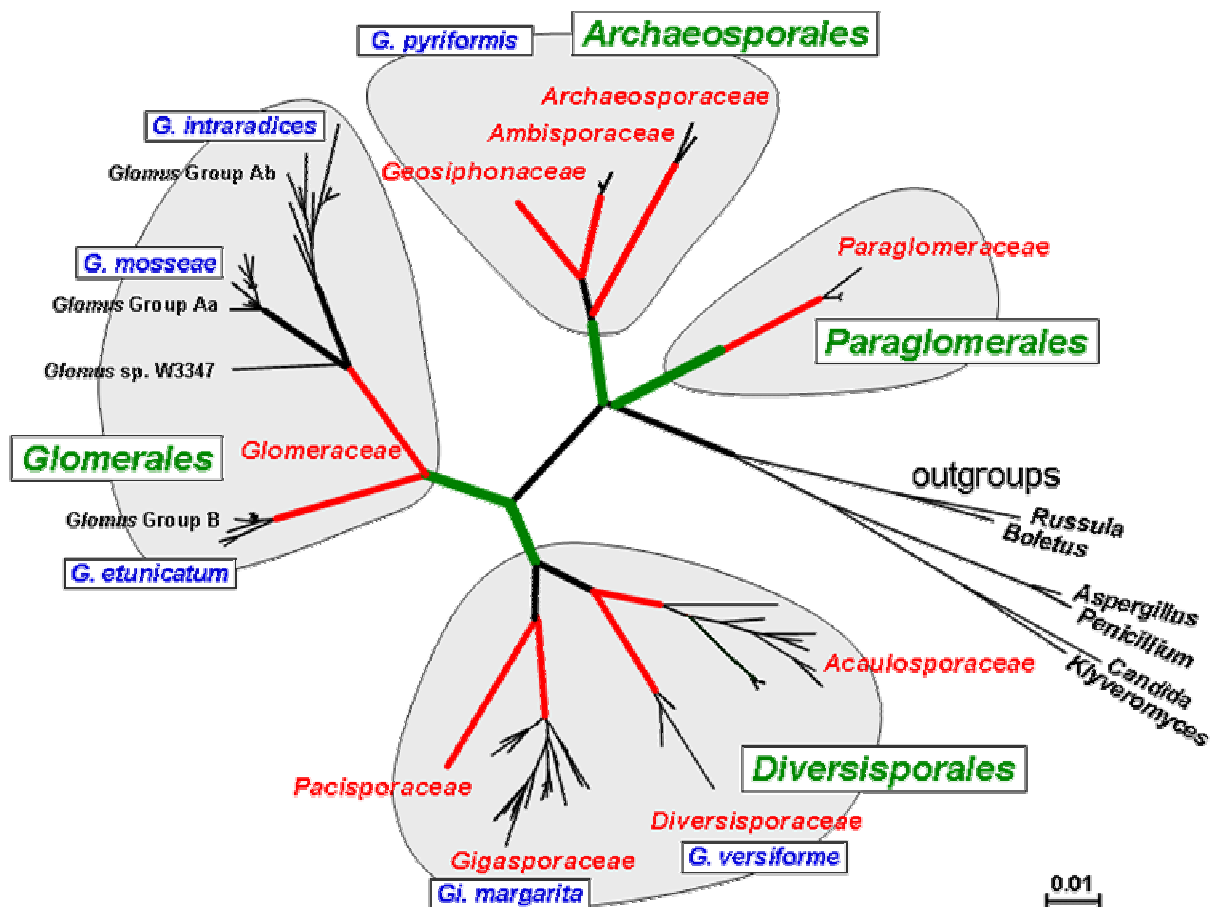 G. pyriformis
Archaeosporales
Archaeosporaceae
Ambisporaceae
Geosiphonaceae
G. intraradices
Glomus Group Ab
G. mosseae
Glomus Group Aa
Glomus sp. W3347
Glomerales
Glomeraceae
Glomus Group B
G. etunicatum
Paraglomeraceae
Paraglomerales
outgroups
Russula
Boletus
Aspergillus
Penicillium
Candida
Klyveromyces
Acaulosporaceae
Diversisporales
Pacisporaceae
Diversisporaceae
G. versiforme
Gigasporaceae
Gi. margarita
0.01